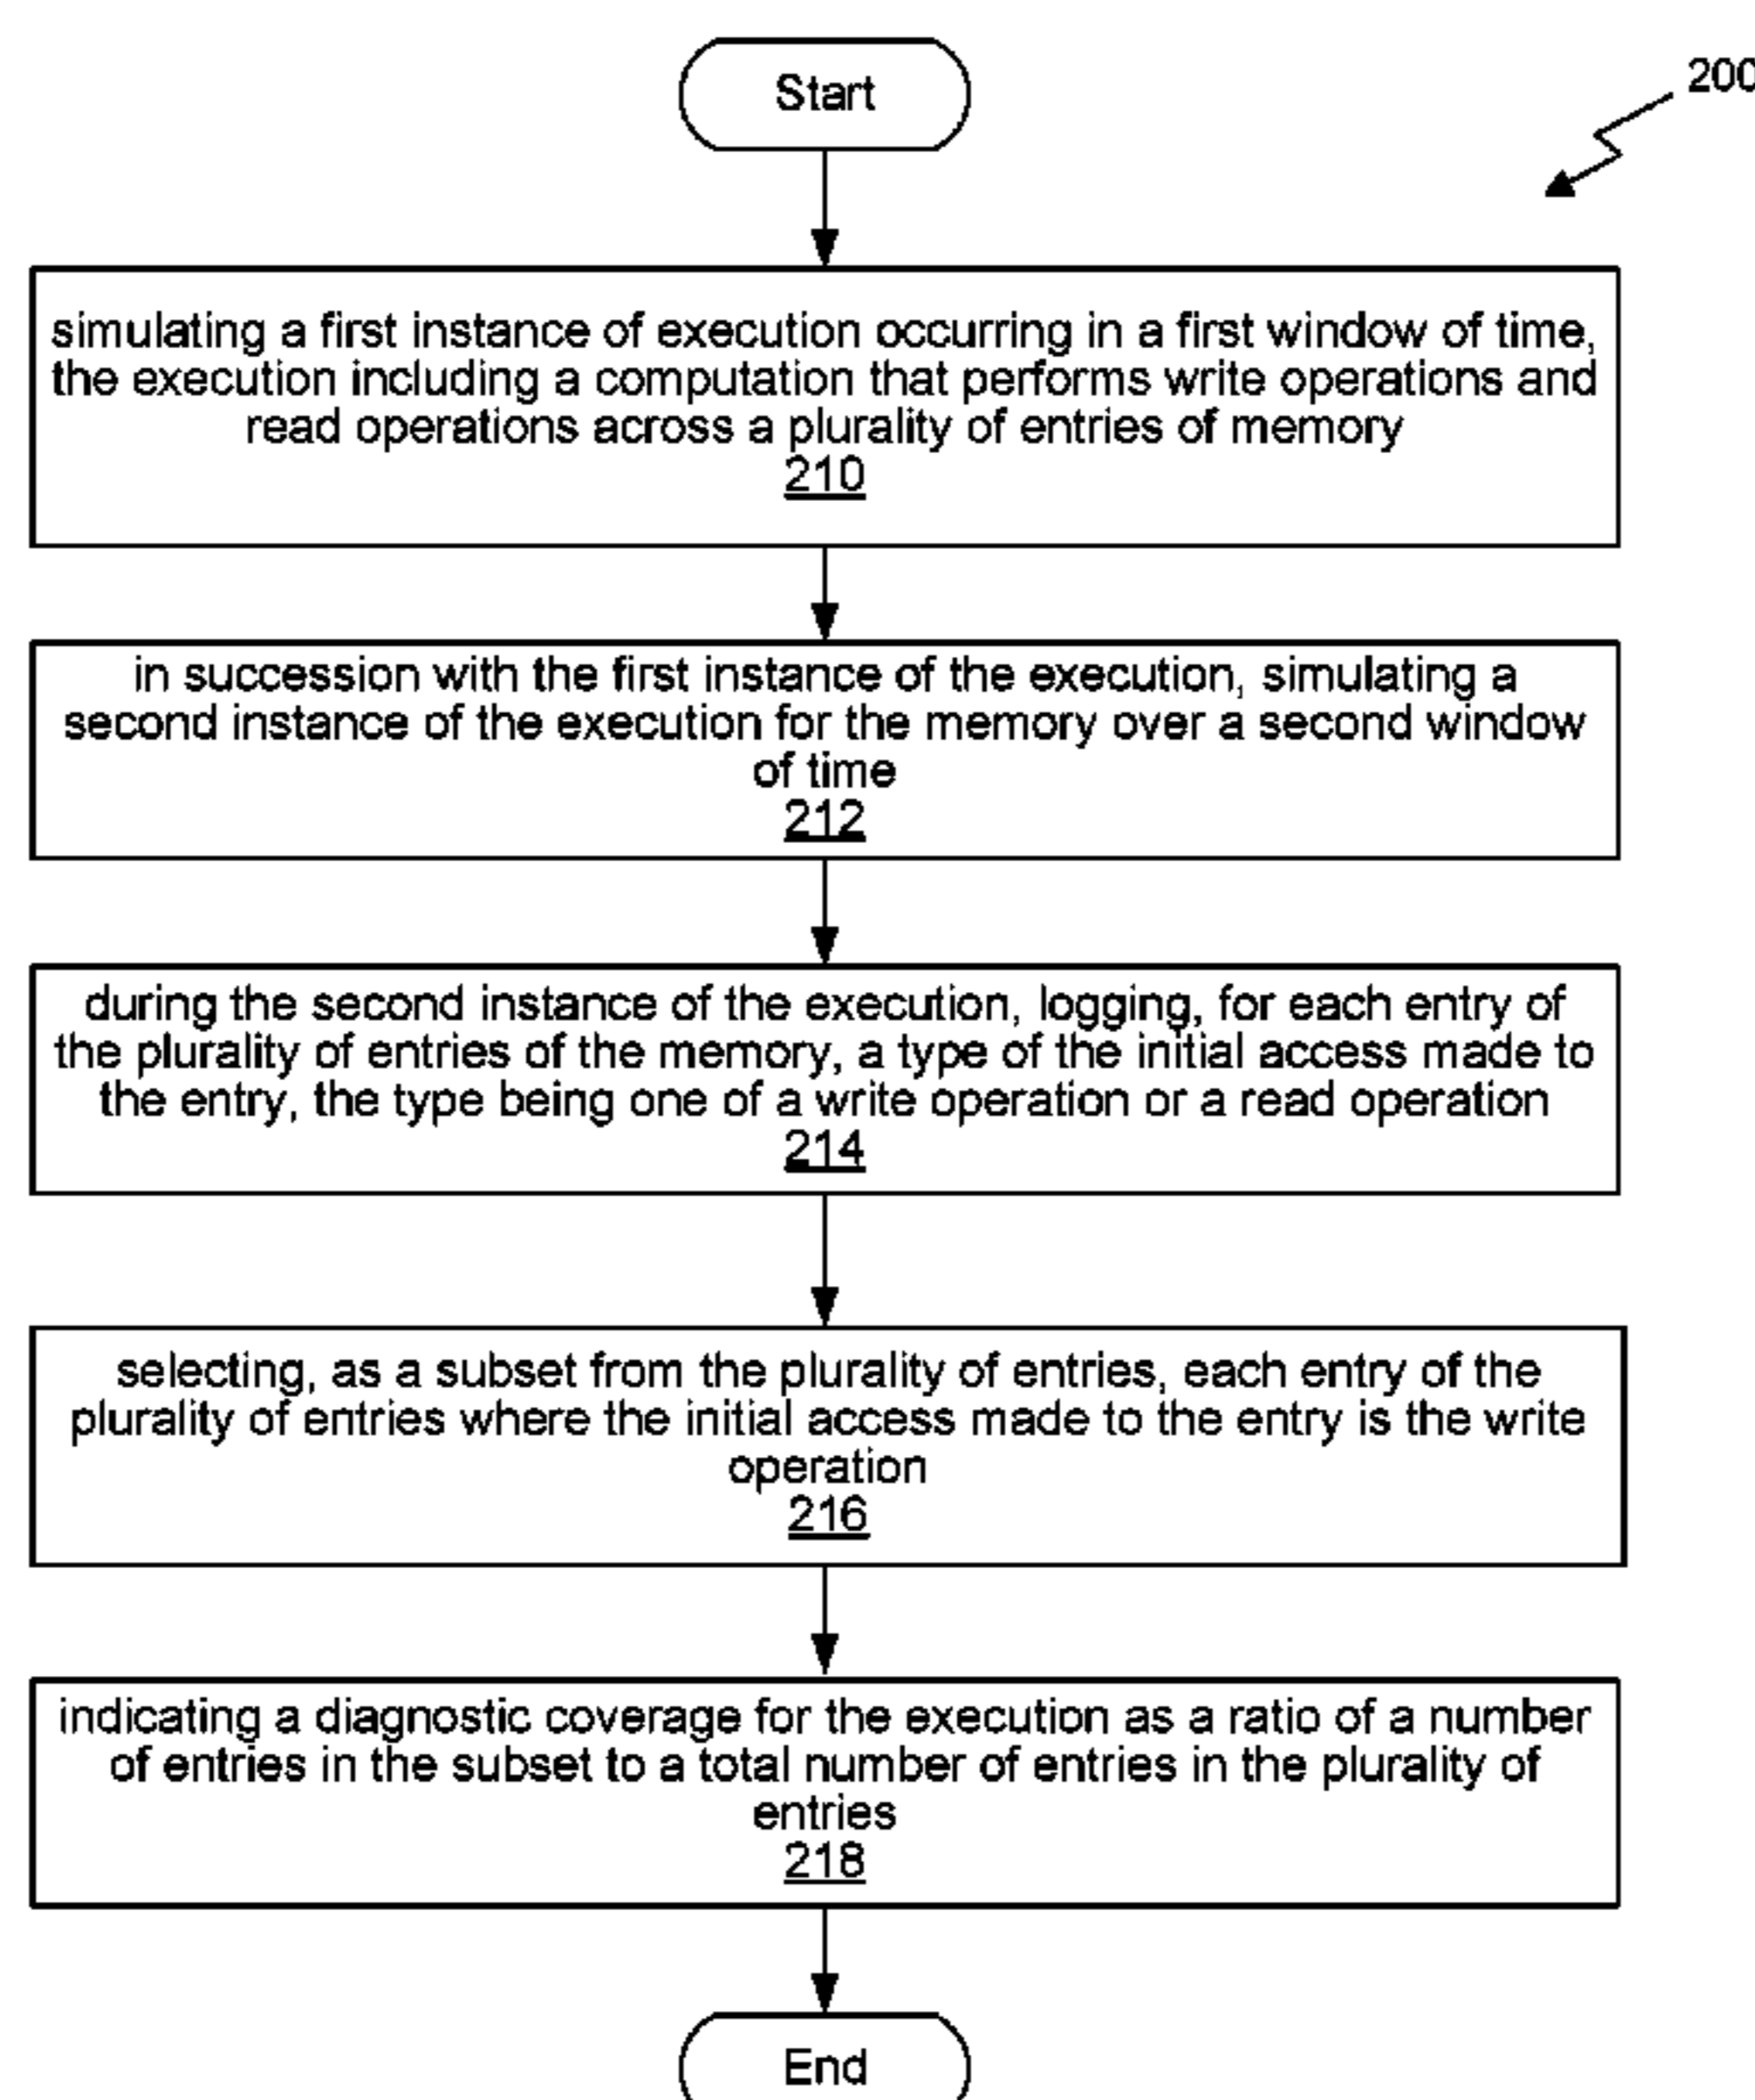 Start
200
simulating a first instance of execution occurring in a first window of time,
the execution including a computation that performs write operations and
read operations across a plurality of entries of memory
210
in succession with the first instance of the execution, simulating a
second instance of the execution for the memory over a second window
of time
212
during the second instance of the execution, logging, for each entry of
the plurality of entries of the memory, a type of the initial access made to
the entry, the type being one of a write operation or a read operation
214
selecting, as a subset from the plurality of entries, each entry of the
plurality of entries where the initial access made to the entry is the write
operation
216
indicating a diagnostic coverage for the execution as a ratio of a number
of entries in the subset to a total number of entries in the plurality of
entries
218
End